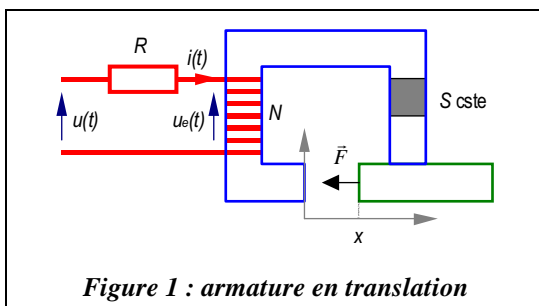 R
i(t)
u(t)
uₑ(t)
N
S cste
F⃗
x
Figure 1 : armature en translation